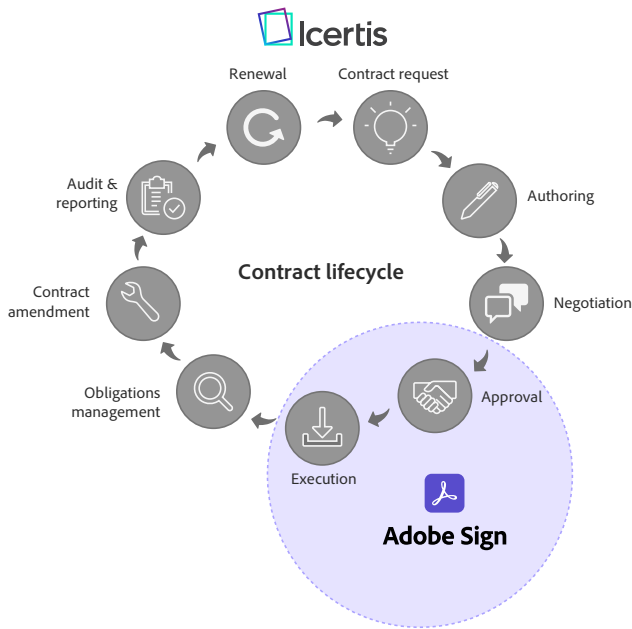 Icertis
Renewal
Contract request
Audit &
reporting
Authoring
Contract lifecycle
Contract
amendment
Negotiation
Obligations
management
Approval
Execution
Adobe Sign